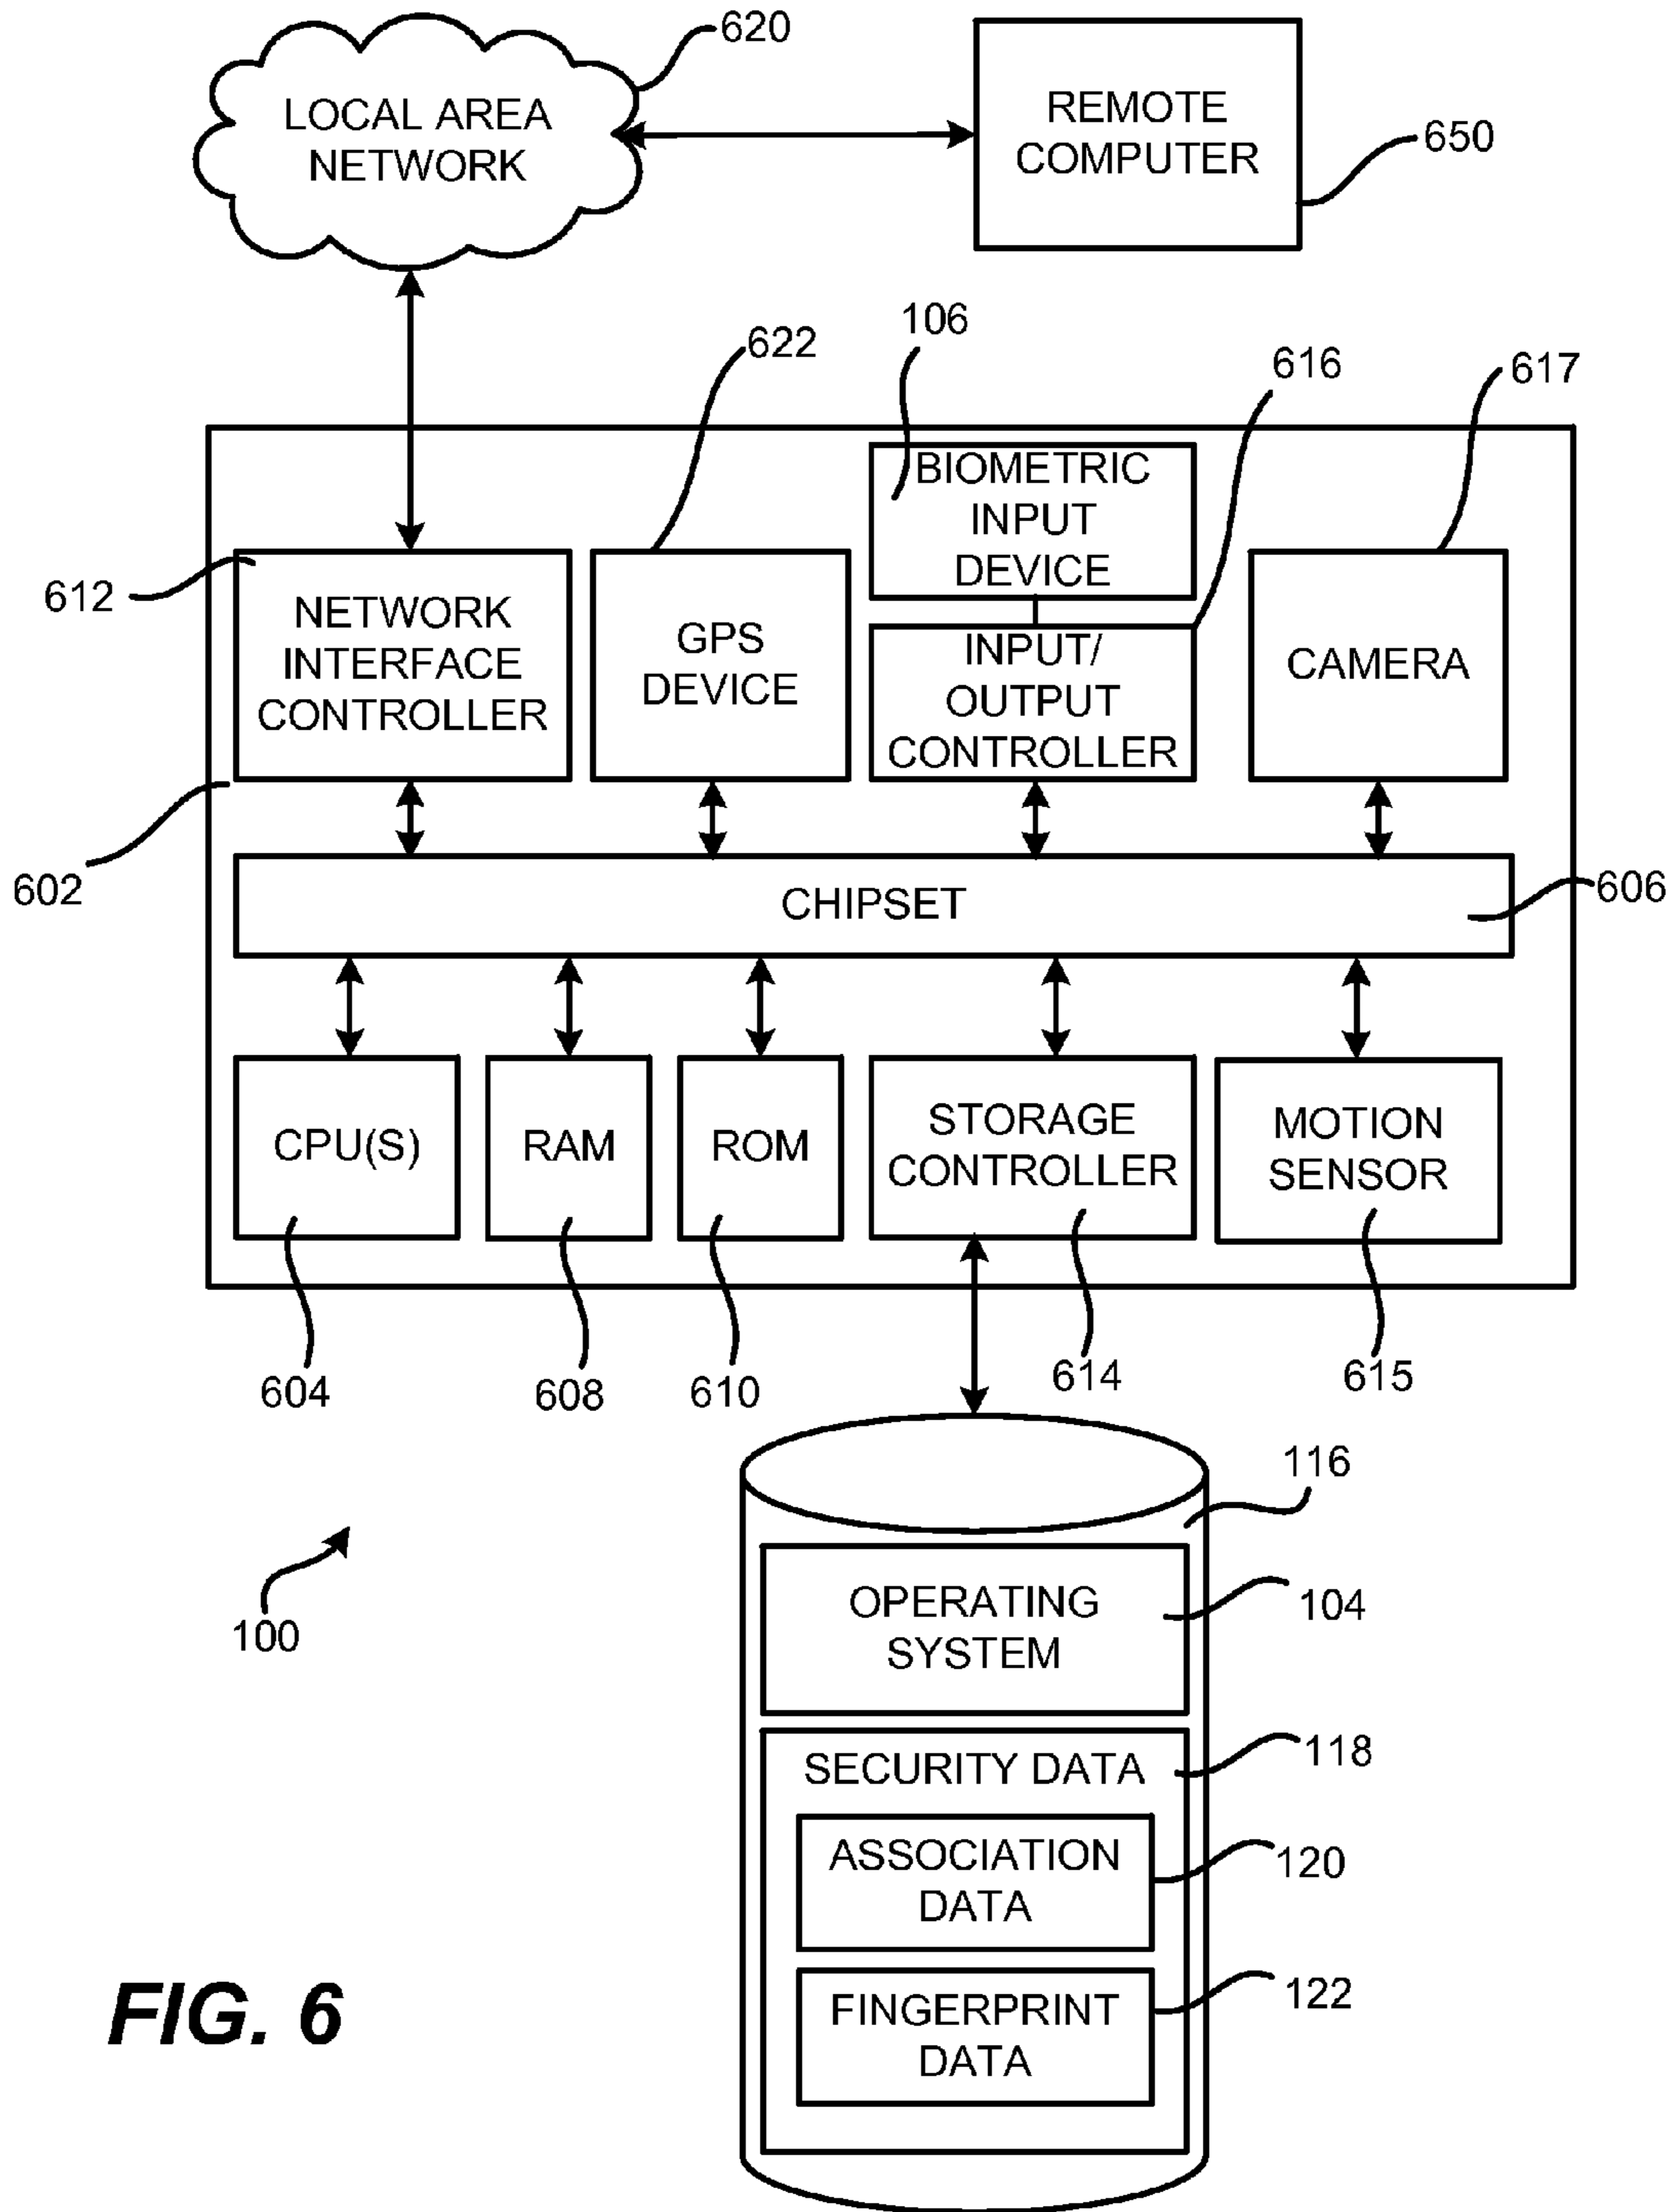 620
LOCAL AREA
NETWORK
REMOTE
COMPUTER
650
106
622
616
617
BIOMETRIC
INPUT
DEVICE
612
NETWORK
INTERFACE
CONTROLLER
GPS
DEVICE
INPUT/
OUTPUT
CONTROLLER
CAMERA
602
CHIPSET
606
CPU(S)
RAM
ROM
STORAGE
CONTROLLER
MOTION
SENSOR
604
608
610
614
615
116
100
OPERATING
SYSTEM
104
SECURITY DATA
118
ASSOCIATION
DATA
120
FINGERPRINT
DATA
122
FIG. 6